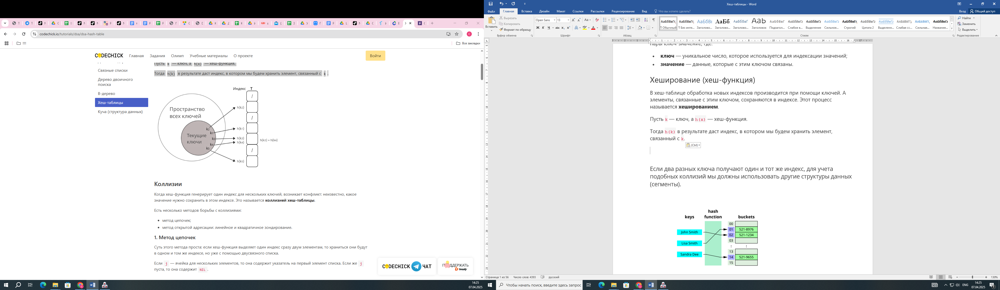 codechick.io/tutorials/dsa/dsa-hash-table
!!!!
Все закладки
C DECHICK
Главная
Задания
Олимп
Учебные материалы
О проекте
Войти
Связные списки
Дерево двоичного
поиска
B-дерево
Хеш-таблицы
Куча (структура данных)
Пусть k — ключ, а h(x) — хеш-функция.
Тогда h(k) в результате даст индекс, в котором мы будем хранить элемент, связанный с k .
Индекс T
Пространство
всех ключей
Текущие
ключи
k2
k1
k3
k4
k5
h(k2)
h(k1)
h(k3)
h(k4)
h(k5)
/
/
/
h(k3) = h(k4)
Коллизии
Когда хеш-функция генерирует один индекс для нескольких ключей, возникает конфликт: неизвестно, какое
значение нужно сохранить в этом индексе. Это называется коллизией хеш-таблицы.
Есть несколько методов борьбы с коллизиями:
• метод цепочек;
• метод открытой адресации: линейное и квадратичное зондирование.
1. Метод цепочек
Суть этого метода проста: если хеш-функция выделяет один индекс сразу двум элементам, то храниться они будут
в одном и том же индексе, но уже с помощью двусвязного списка.
Если j — ячейка для нескольких элементов, то она содержит указатель на первый элемент списка. Если же j
пуста, то она содержит NIL .
C DECHICK ЧАТ
ДДЕРЖАТЬ
boosty
14:25
07.04.2025
Хеш-таблицы - Word
Файл
Главная
Вставка
Дизайн
Макет
Ссылки
Рассылки
Рецензирование
Вид
Что вы хотите сделать?
Вход
Общий доступ
Вставить
Вырезать
Копировать
Формат по образцу
Буфер обмена
Open Sans
13
Ж К Ч abc x₂ x²
Шрифт
Абзац
АаБбВвГг,
¶ Обычный
АаБбВвГг,
¶ Без инте...
АаБбВвІ
Заголово...
АаБб
Заголово...
АаБбВвГ
Заголово...
АаЬ
Заголовок
АаБбВвГ
Подзагол...
АаБбВвГг
Слабое в...
АаБбВвГг
Выделение
АаБбВвГг
Сильное...
АаБбВвГг,
Строгий
АаБбВвГг
Цитата 2
АаБбВвГг
Выделенн...
ААББВВГГ,
Слабая сс...
ААББВВГГ,
Сильная...
АаБбВвГг
Название...
Стили
Найти
Заменить
Выделить
Редактирование
пары ключ-значение, где:
• ключ — уникальное число, которое используется для индексации значений;
• значение — данные, которые с этим ключом связаны.
Хеширование (хеш-функция)
В хеш-таблице обработка новых индексов производится при помощи ключей. А
элементы, связанные с этим ключом, сохраняются в индексе. Этот процесс
называется хешированием.
Пусть k — ключ, а h(x) — хеш-функция.
Тогда h(k) в результате даст индекс, в котором мы будем хранить элемент,
связанный с k.
(Ctrl)
Если два разных ключа получают один и тот же индекс, для учета
подобных коллизий мы должны использовать другие структуры данных
(сегменты).
keys
hash
function
buckets
John Smith
Lisa Smith
Sandra Dee
00
01 521-8976
02 521-1234
03
: :
13
14 521-9655
15
Страница 1 из 56
Число слов: 4393
русский
130%
Чтобы начать поиск, введите здесь запрос
ENG
14:25
07.04.2025